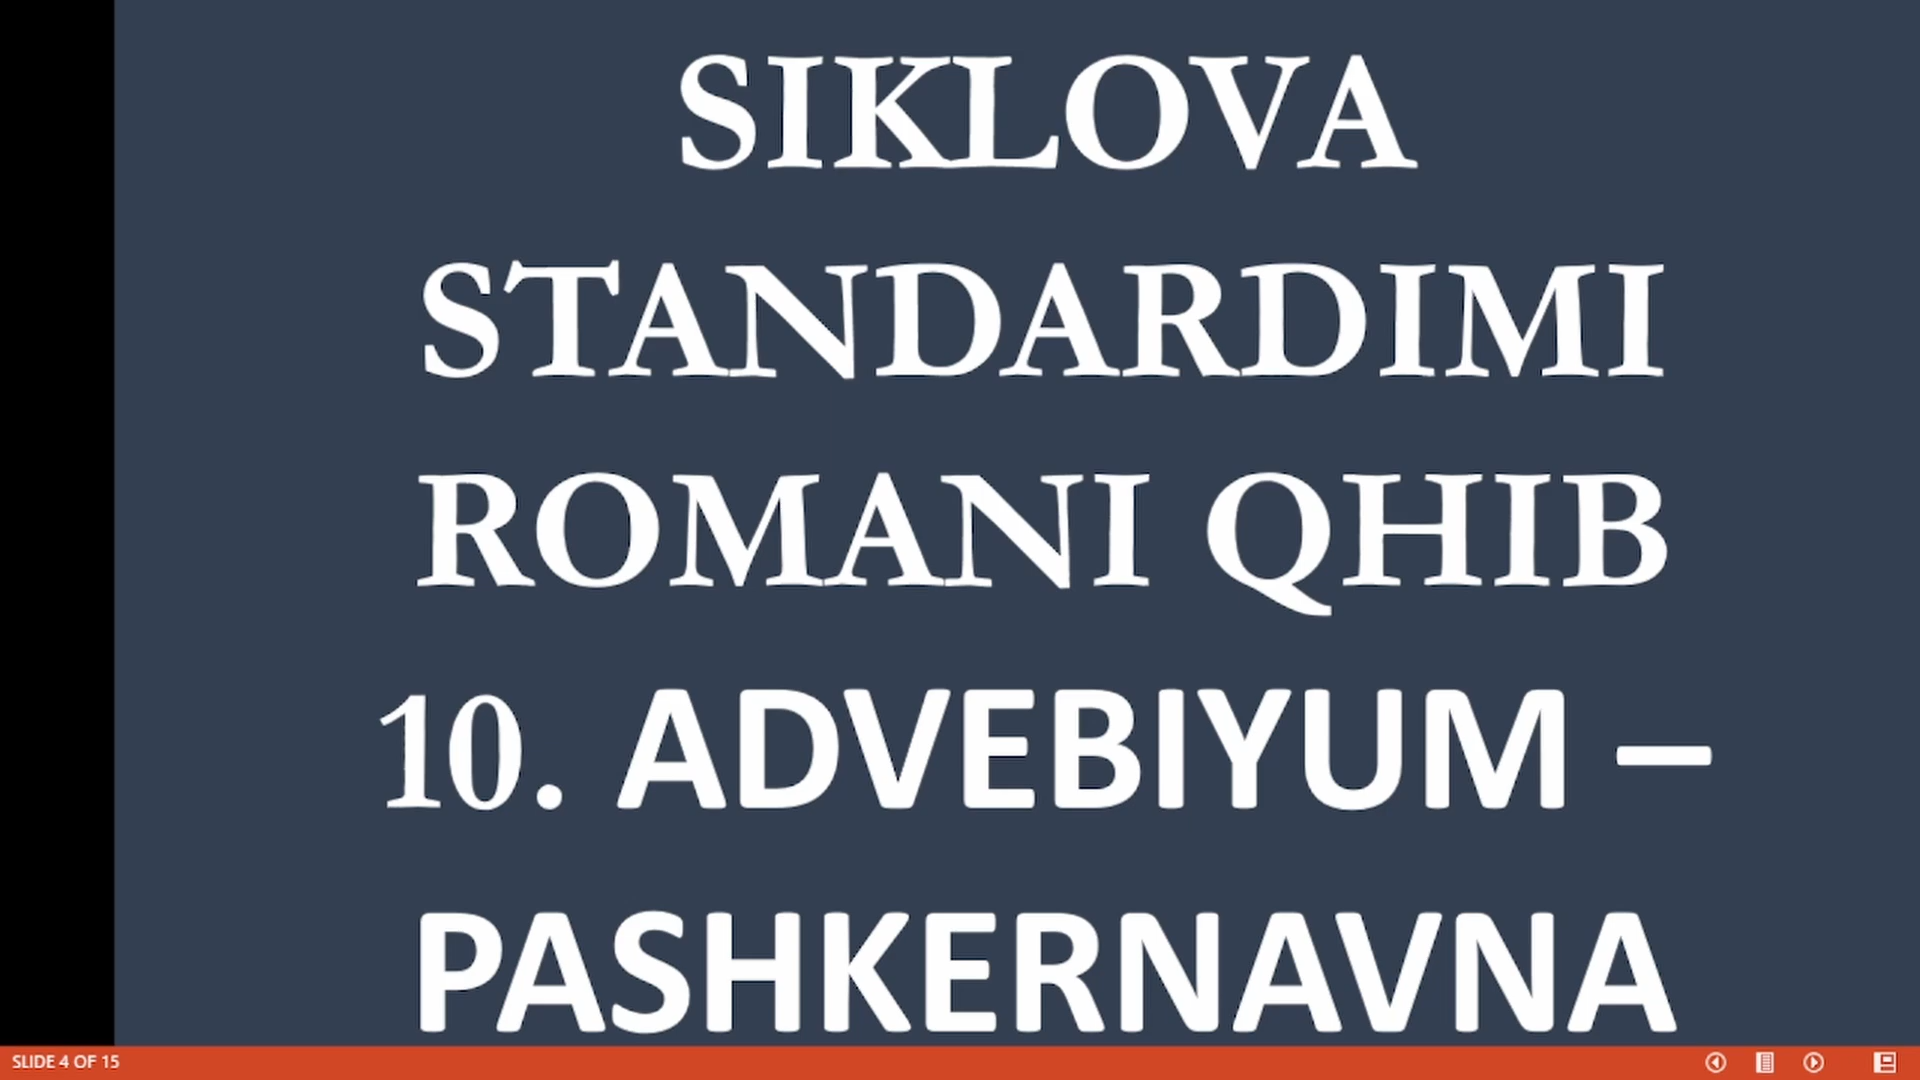 SIKLOVA
STANDARDIMI
ROMANI QHIB
10. ADVEBIYUM –
PASHKERNAVNA
SLIDE 4 OF 15